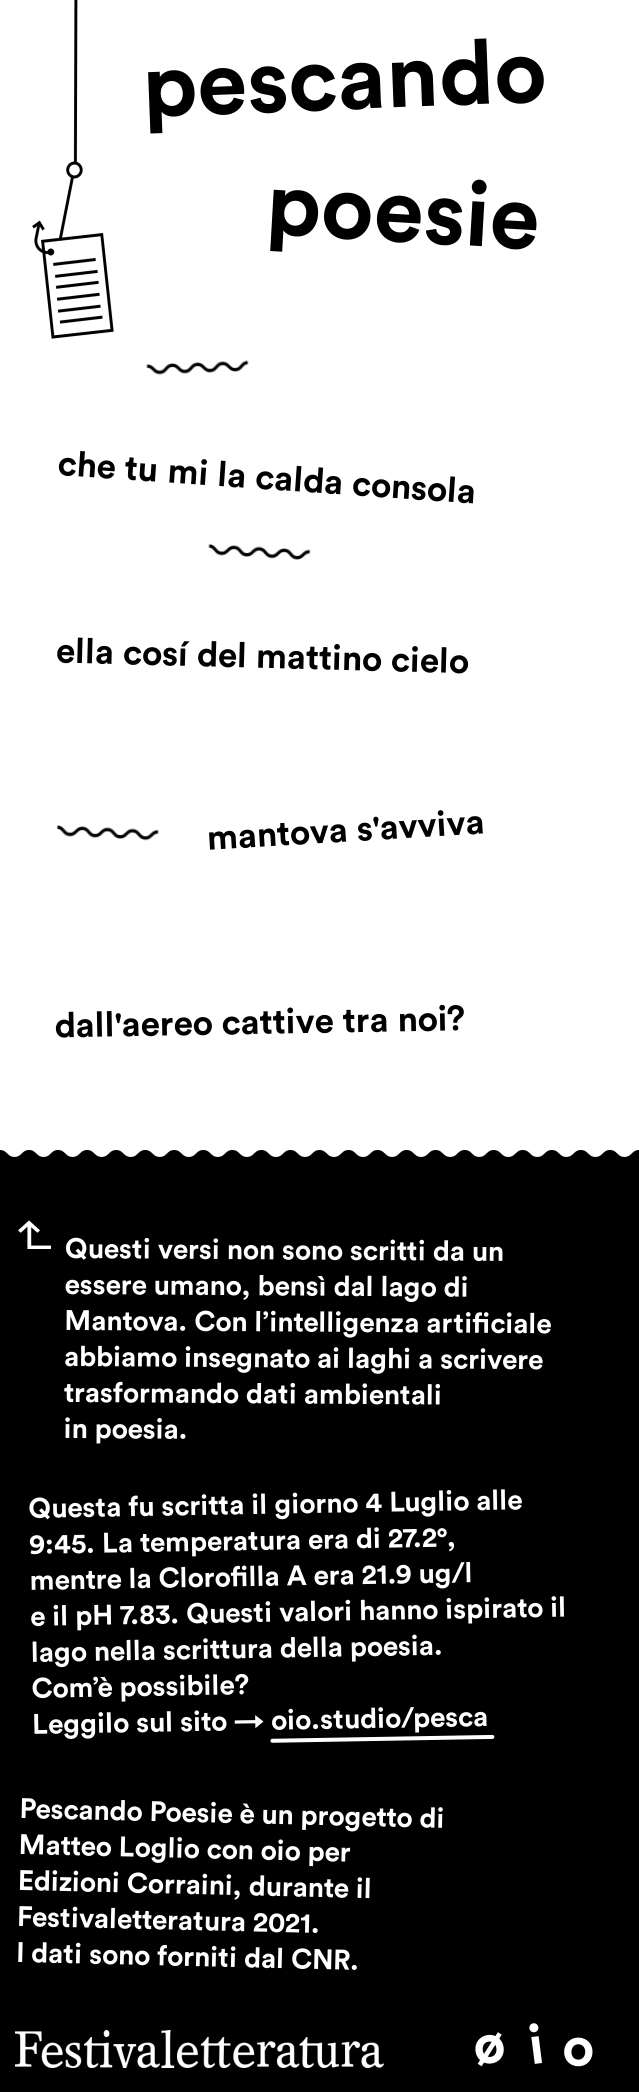 pescando
poesie
che tu mi la calda consola
ella cosí del mattino cielo
mantova s'avviva
dall'aereo cattive tra noi?
Questi versi non sono scritti da un
essere umano, bensì dal lago di
Mantova. Con l’intelligenza artificiale
abbiamo insegnato ai laghi a scrivere
trasformando dati ambientali
in poesia.
Questa fu scritta il giorno 4 Luglio alle
9:45. La temperatura era di 27.2°,
mentre la Clorofilla A era 21.9 ug/l
e il pH 7.83. Questi valori hanno ispirato il
lago nella scrittura della poesia.
Com’è possibile?
Leggilo sul sito → oio.studio/pesca
Pescando Poesie è un progetto di
Matteo Loglio con oio per
Edizioni Corraini, durante il
Festivaletteratura 2021.
I dati sono forniti dal CNR.
Festivaletteratura ø i o